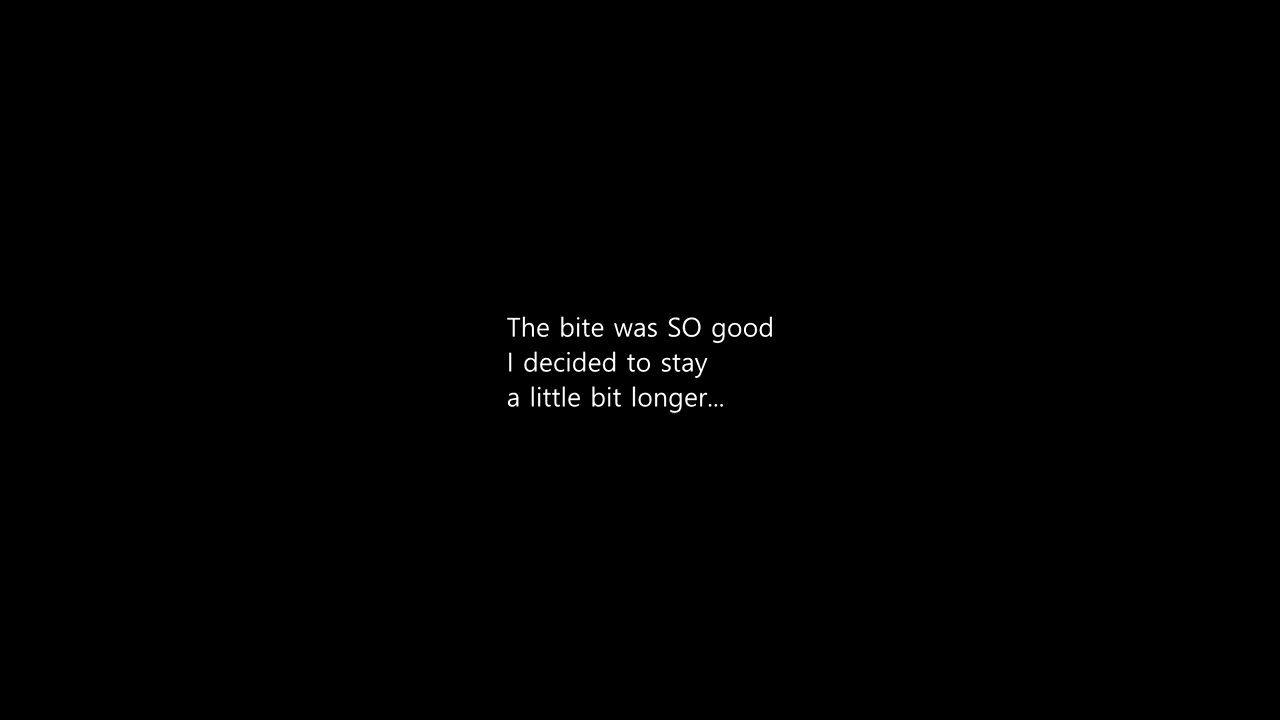 The bite was SO good
I decided to stay
a little bit longer...